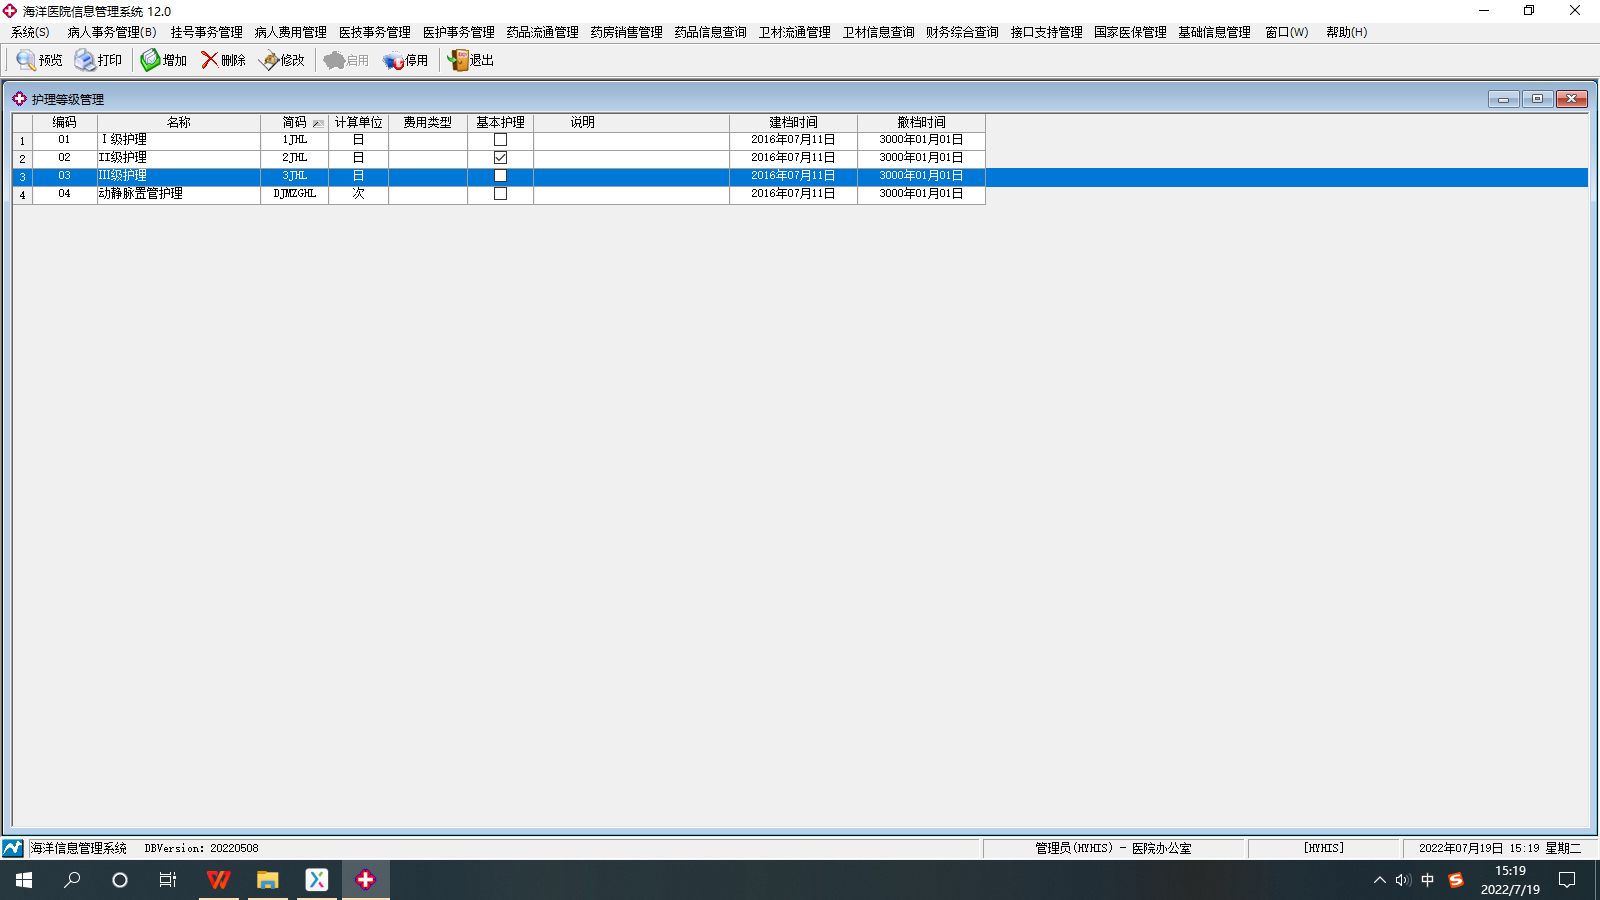 海洋医院信息管理系统 12.0
系统(S) 病人事务管理(B) 挂号事务管理 病人费用管理 医技事务管理 医护事务管理 药品流通管理 药房销售管理 药品信息查询 卫材流通管理 卫材信息查询 财务综合查询 接口支持管理 国家医保管理 基础信息管理 窗口(W) 帮助(H)
预览 打印 增加 删除 修改 启用 停用 退出
护理等级管理
编码 名称 简码 计算单位 费用类型 基本护理 说明 建档时间 撤档时间
1 01 Ⅰ级护理 1JHL 日 2016年07月11日 3000年01月01日
2 02 II级护理 2JHL 日 2016年07月11日 3000年01月01日
3 03 III级护理 3JHL 日 2016年07月11日 3000年01月01日
4 04 动静脉置管护理 DJMZGHL 次 2016年07月11日 3000年01月01日
海洋信息管理系统 DBVersion: 20220508 管理员(HYHIS) - 医院办公室 [HYHIS] 2022年07月19日 15:19 星期二
中 15:19
2022/7/19